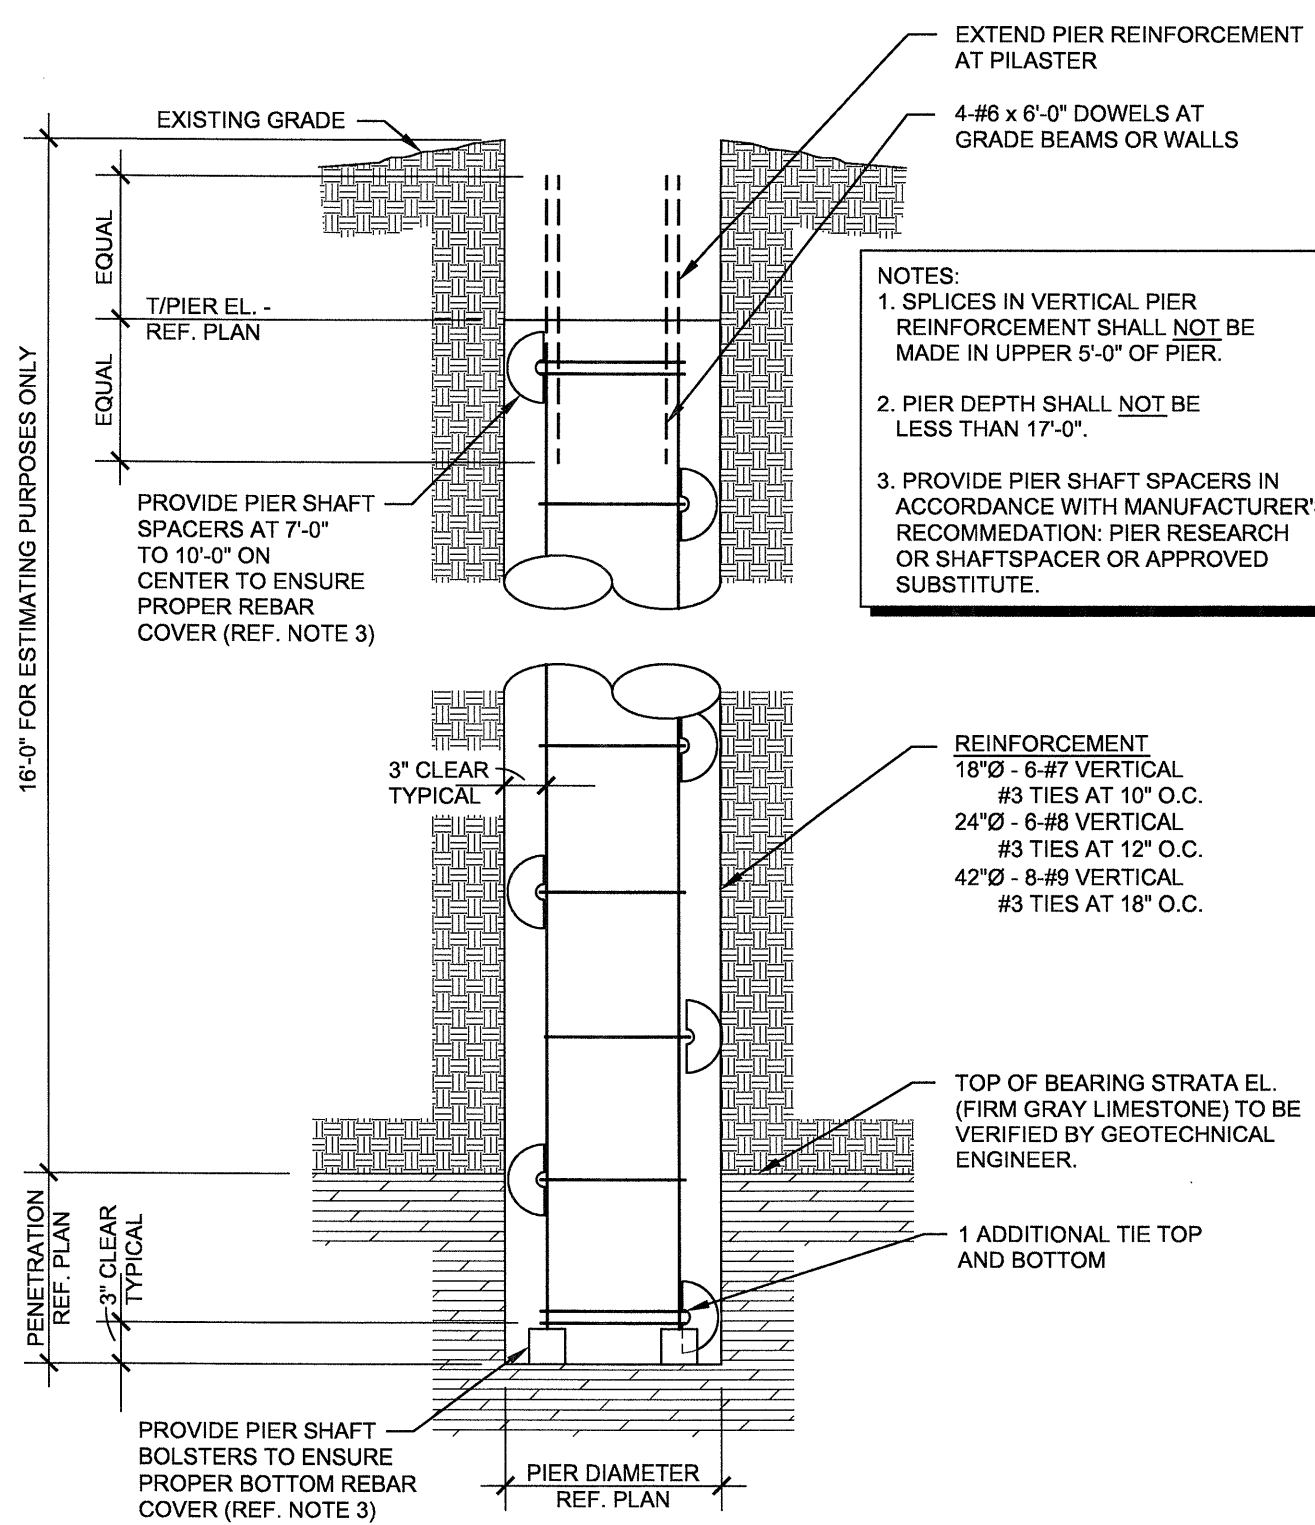 EXTEND PIER REINFORCEMENT
AT PILASTER
4-#6 x 6'-0" DOWELS AT
GRADE BEAMS OR WALLS
EXISTING GRADE
EQUAL
T/PIER EL. -
REF. PLAN
EQUAL
16'-0" FOR ESTIMATING PURPOSES ONLY
NOTES:
1. SPLICES IN VERTICAL PIER
REINFORCEMENT SHALL NOT BE
MADE IN UPPER 5'-0" OF PIER.
2. PIER DEPTH SHALL NOT BE
LESS THAN 17'-0".
3. PROVIDE PIER SHAFT SPACERS IN
ACCORDANCE WITH MANUFACTURER'S
RECOMMEDATION: PIER RESEARCH
OR SHAFTSPACER OR APPROVED
SUBSTITUTE.
PROVIDE PIER SHAFT
SPACERS AT 7'-0"
TO 10'-0" ON
CENTER TO ENSURE
PROPER REBAR
COVER (REF. NOTE 3)
3" CLEAR
TYPICAL
REINFORCEMENT
18"Ø - 6-#7 VERTICAL
#3 TIES AT 10" O.C.
24"Ø - 6-#8 VERTICAL
#3 TIES AT 12" O.C.
42"Ø - 8-#9 VERTICAL
#3 TIES AT 18" O.C.
TOP OF BEARING STRATA EL.
(FIRM GRAY LIMESTONE) TO BE
VERIFIED BY GEOTECHNICAL
ENGINEER.
PENETRATION
REF. PLAN
3" CLEAR
TYPICAL
1 ADDITIONAL TIE TOP
AND BOTTOM
PROVIDE PIER SHAFT
BOLSTERS TO ENSURE
PROPER BOTTOM REBAR
COVER (REF. NOTE 3)
PIER DIAMETER
REF. PLAN